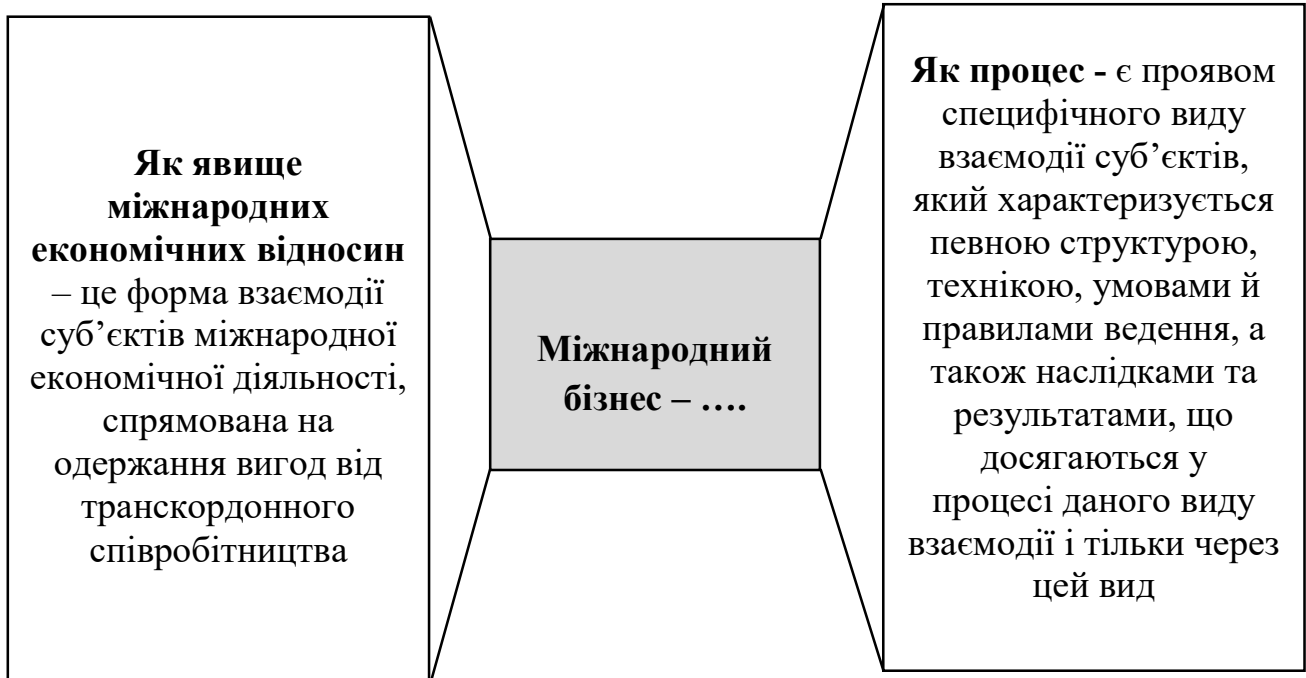 Як явище
міжнародних
економічних відносин
– це форма взаємодії
суб’єктів міжнародної
економічної діяльності,
спрямована на
одержання вигод від
транскордонного
співробітництва
Міжнародний
бізнес – ….
Як процес - є проявом
специфічного виду
взаємодії суб’єктів,
який характеризується
певною структурою,
технікою, умовами й
правилами ведення, а
також наслідками та
результатами, що
досягаються у
процесі даного виду
взаємодії і тільки через
цей вид